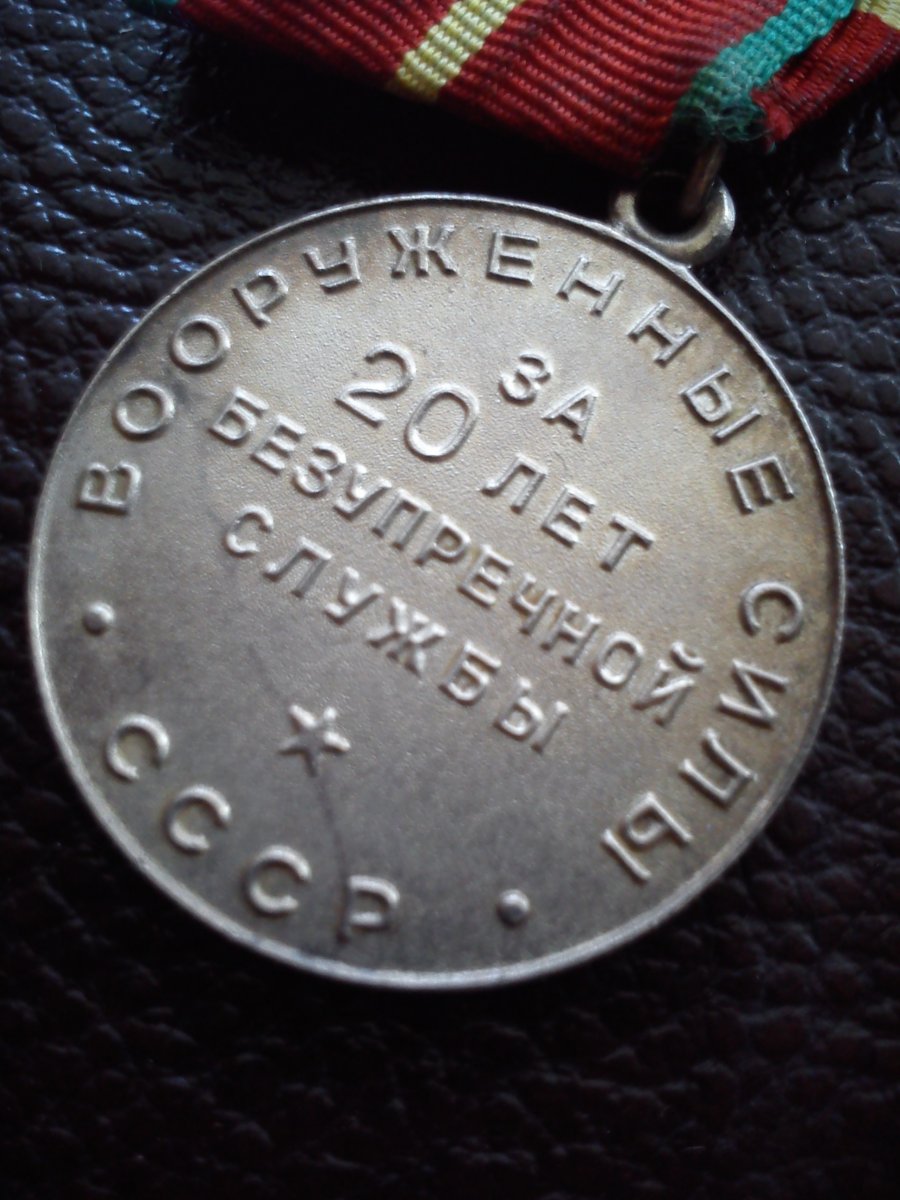 ВООРУЖЕННЫЕ СИЛЫ
ЗА
20 ЛЕТ
БЕЗУПРЕЧНОЙ
СЛУЖБЫ
СССР